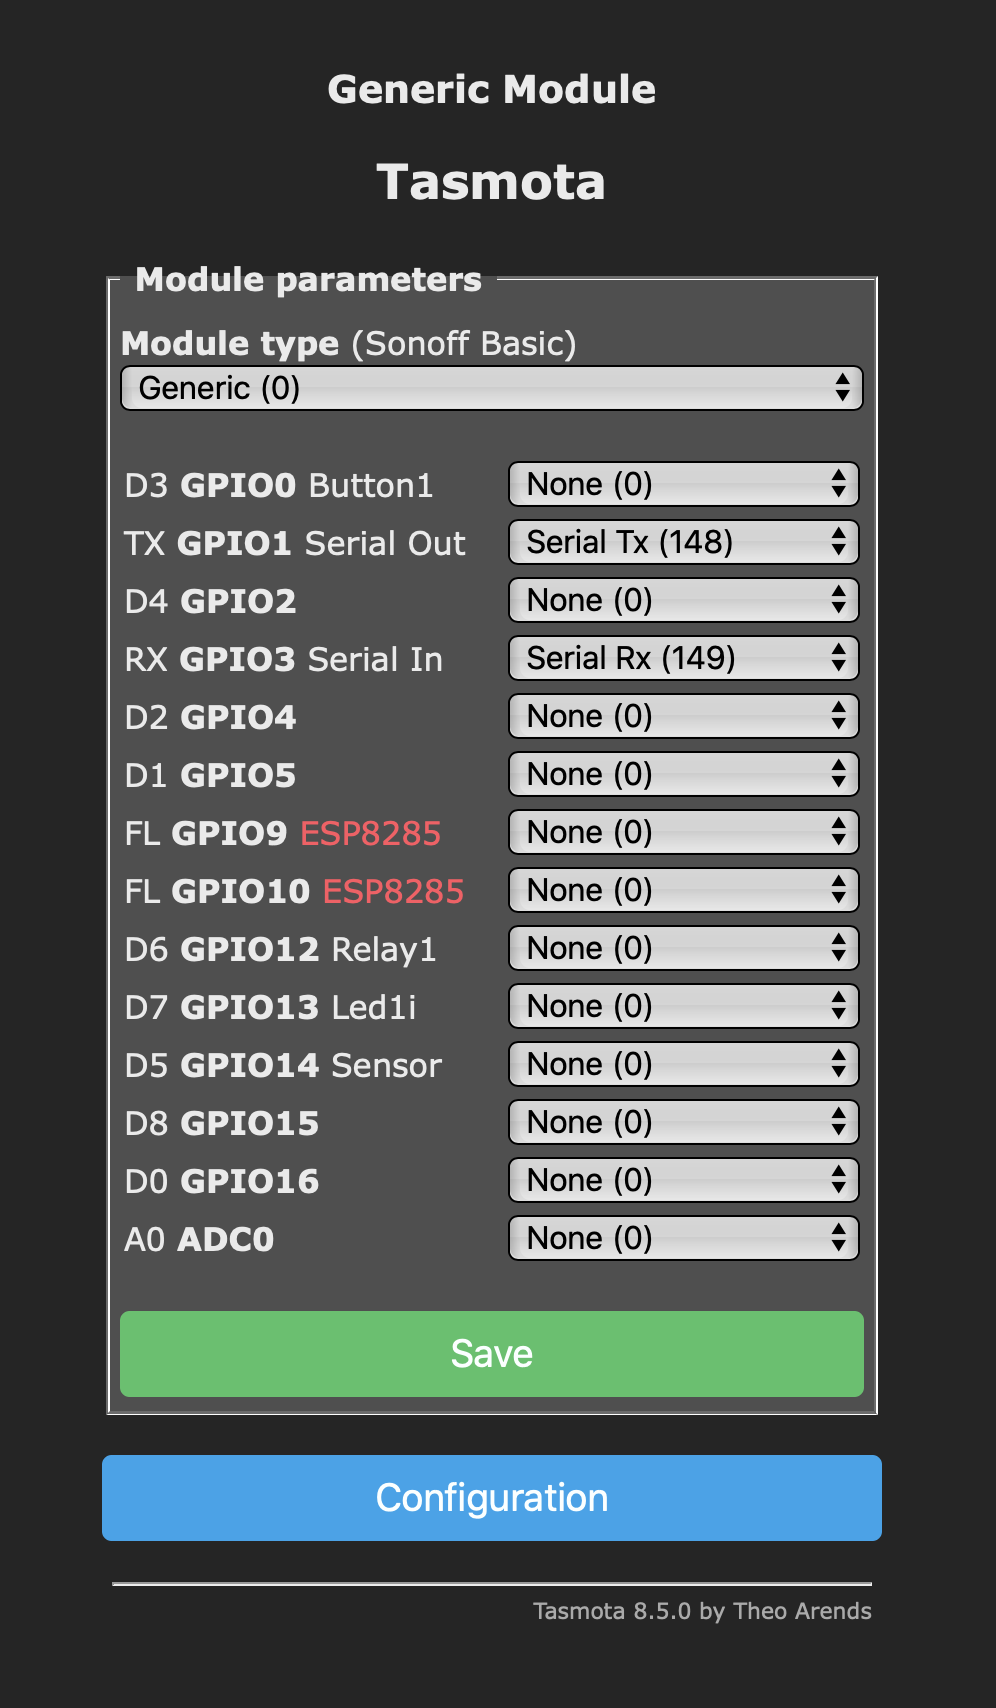 Generic Module
Tasmota
Module parameters
Module type (Sonoff Basic)
Generic (0)
D3 GPIO0 Button1 None (0)
TX GPIO1 Serial Out Serial Tx (148)
D4 GPIO2 None (0)
RX GPIO3 Serial In Serial Rx (149)
D2 GPIO4 None (0)
D1 GPIO5 None (0)
FL GPIO9 ESP8285 None (0)
FL GPIO10 ESP8285 None (0)
D6 GPIO12 Relay1 None (0)
D7 GPIO13 Led1i None (0)
D5 GPIO14 Sensor None (0)
D8 GPIO15 None (0)
D0 GPIO16 None (0)
A0 ADC0 None (0)
Save
Configuration
Tasmota 8.5.0 by Theo Arends